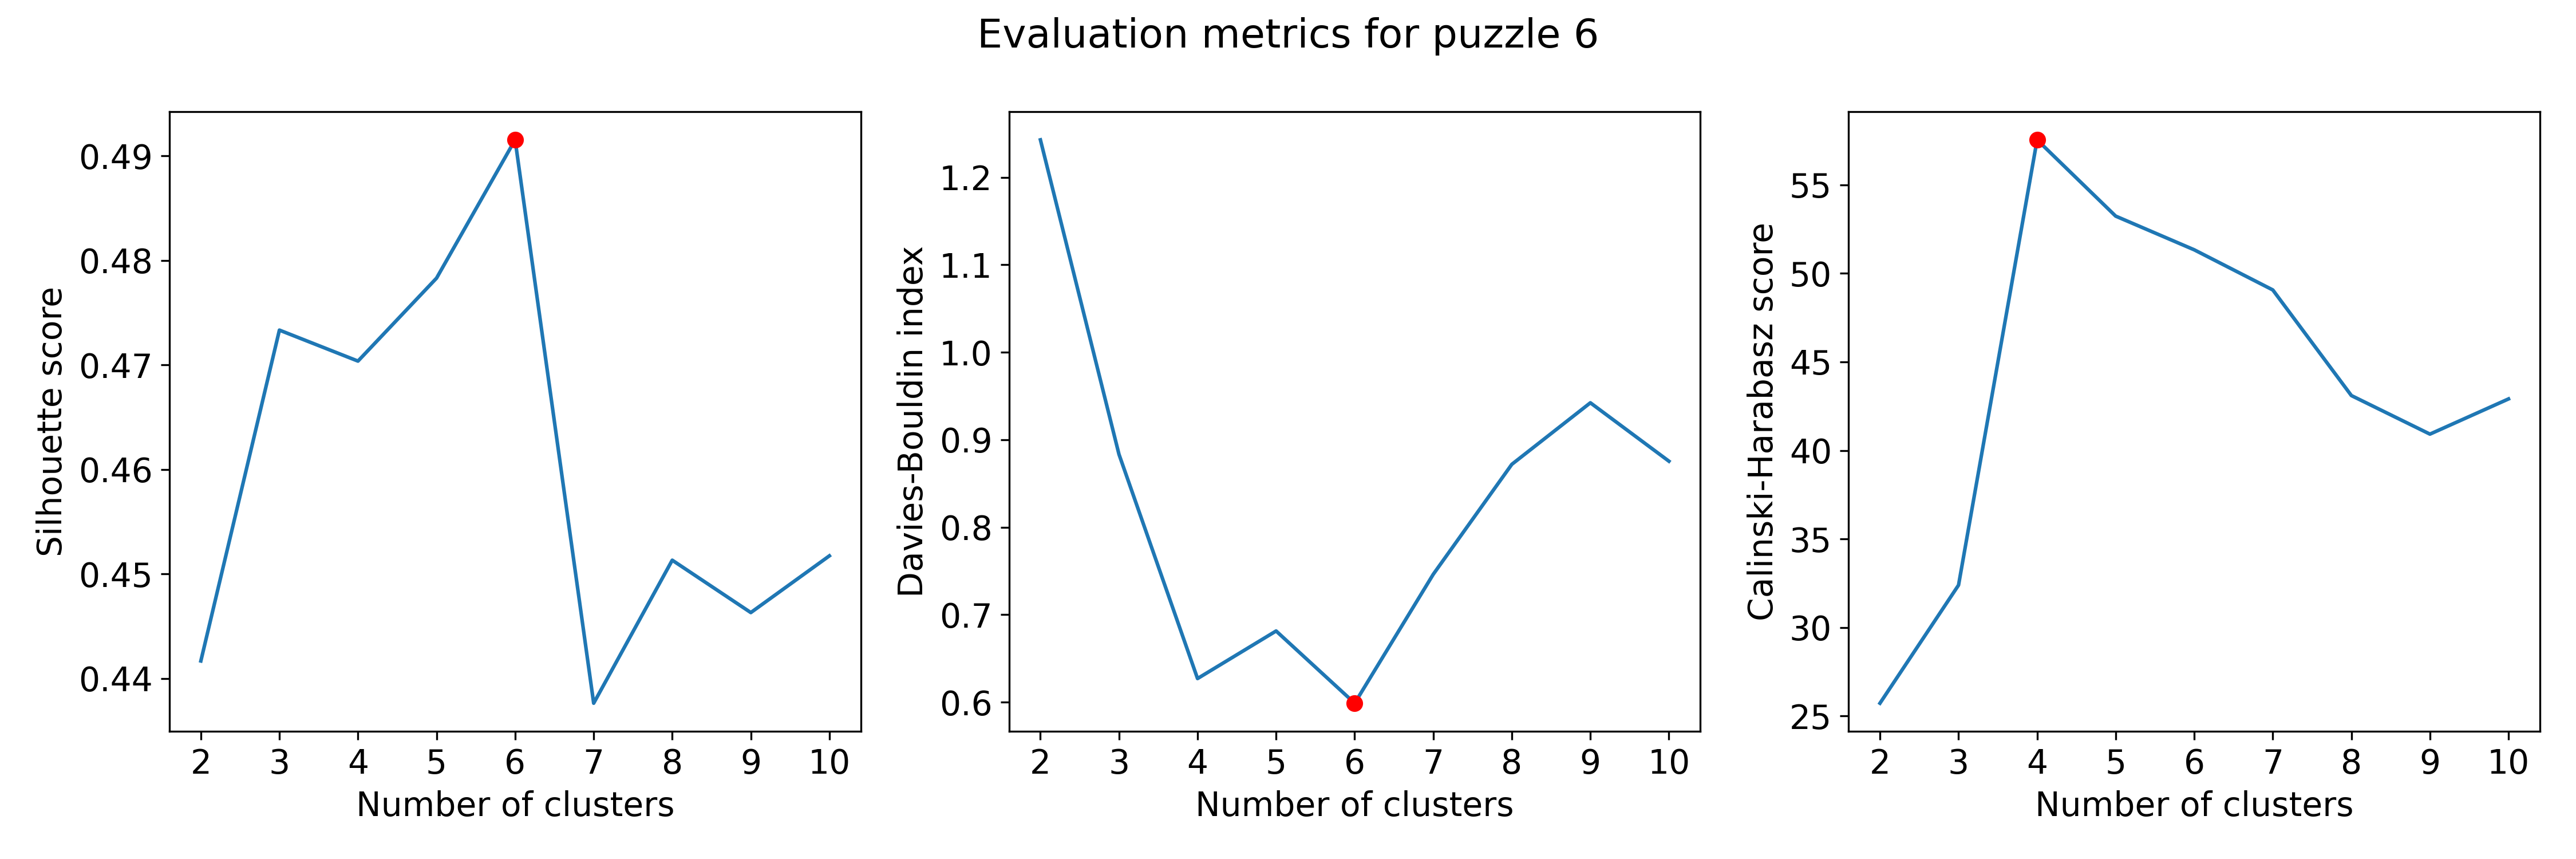 Evaluation metrics for puzzle 6
Silhouette score
0.49
0.48
0.47
0.46
0.45
0.44
2 3 4 5 6 7 8 9 10
Number of clusters
Davies-Bouldin index
1.2
1.1
1.0
0.9
0.8
0.7
0.6
2 3 4 5 6 7 8 9 10
Number of clusters
Calinski-Harabasz score
55
50
45
40
35
30
25
2 3 4 5 6 7 8 9 10
Number of clusters